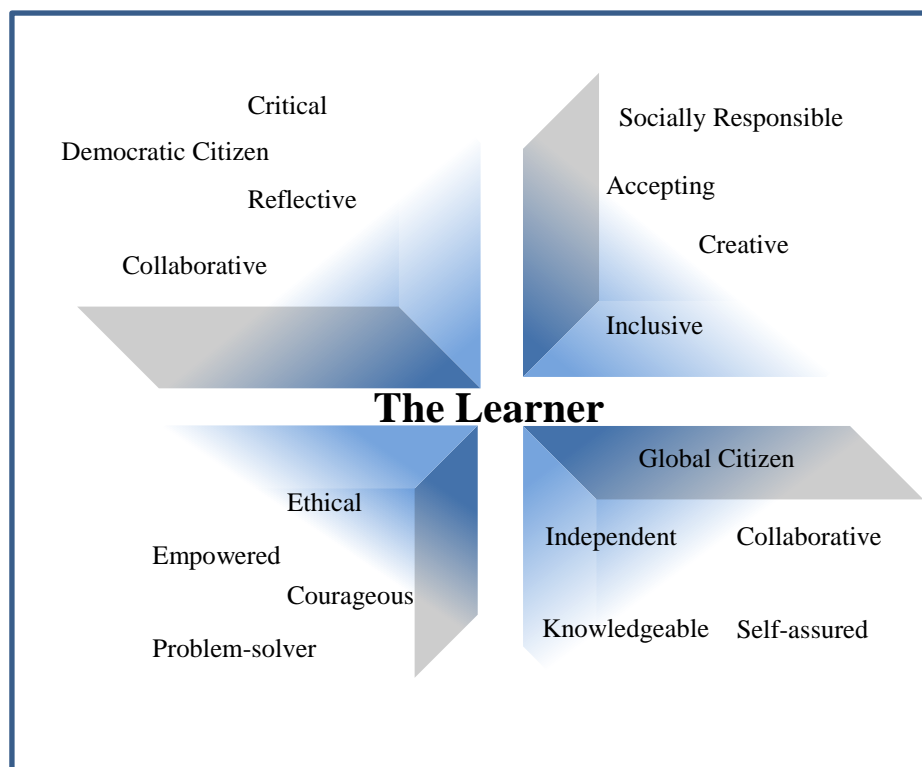 Critical
Democratic Citizen
Reflective
Collaborative
Socially Responsible
Accepting
Creative
Inclusive
The Learner
Ethical
Empowered
Courageous
Problem-solver
Global Citizen
Independent
Collaborative
Knowledgeable
Self-assured